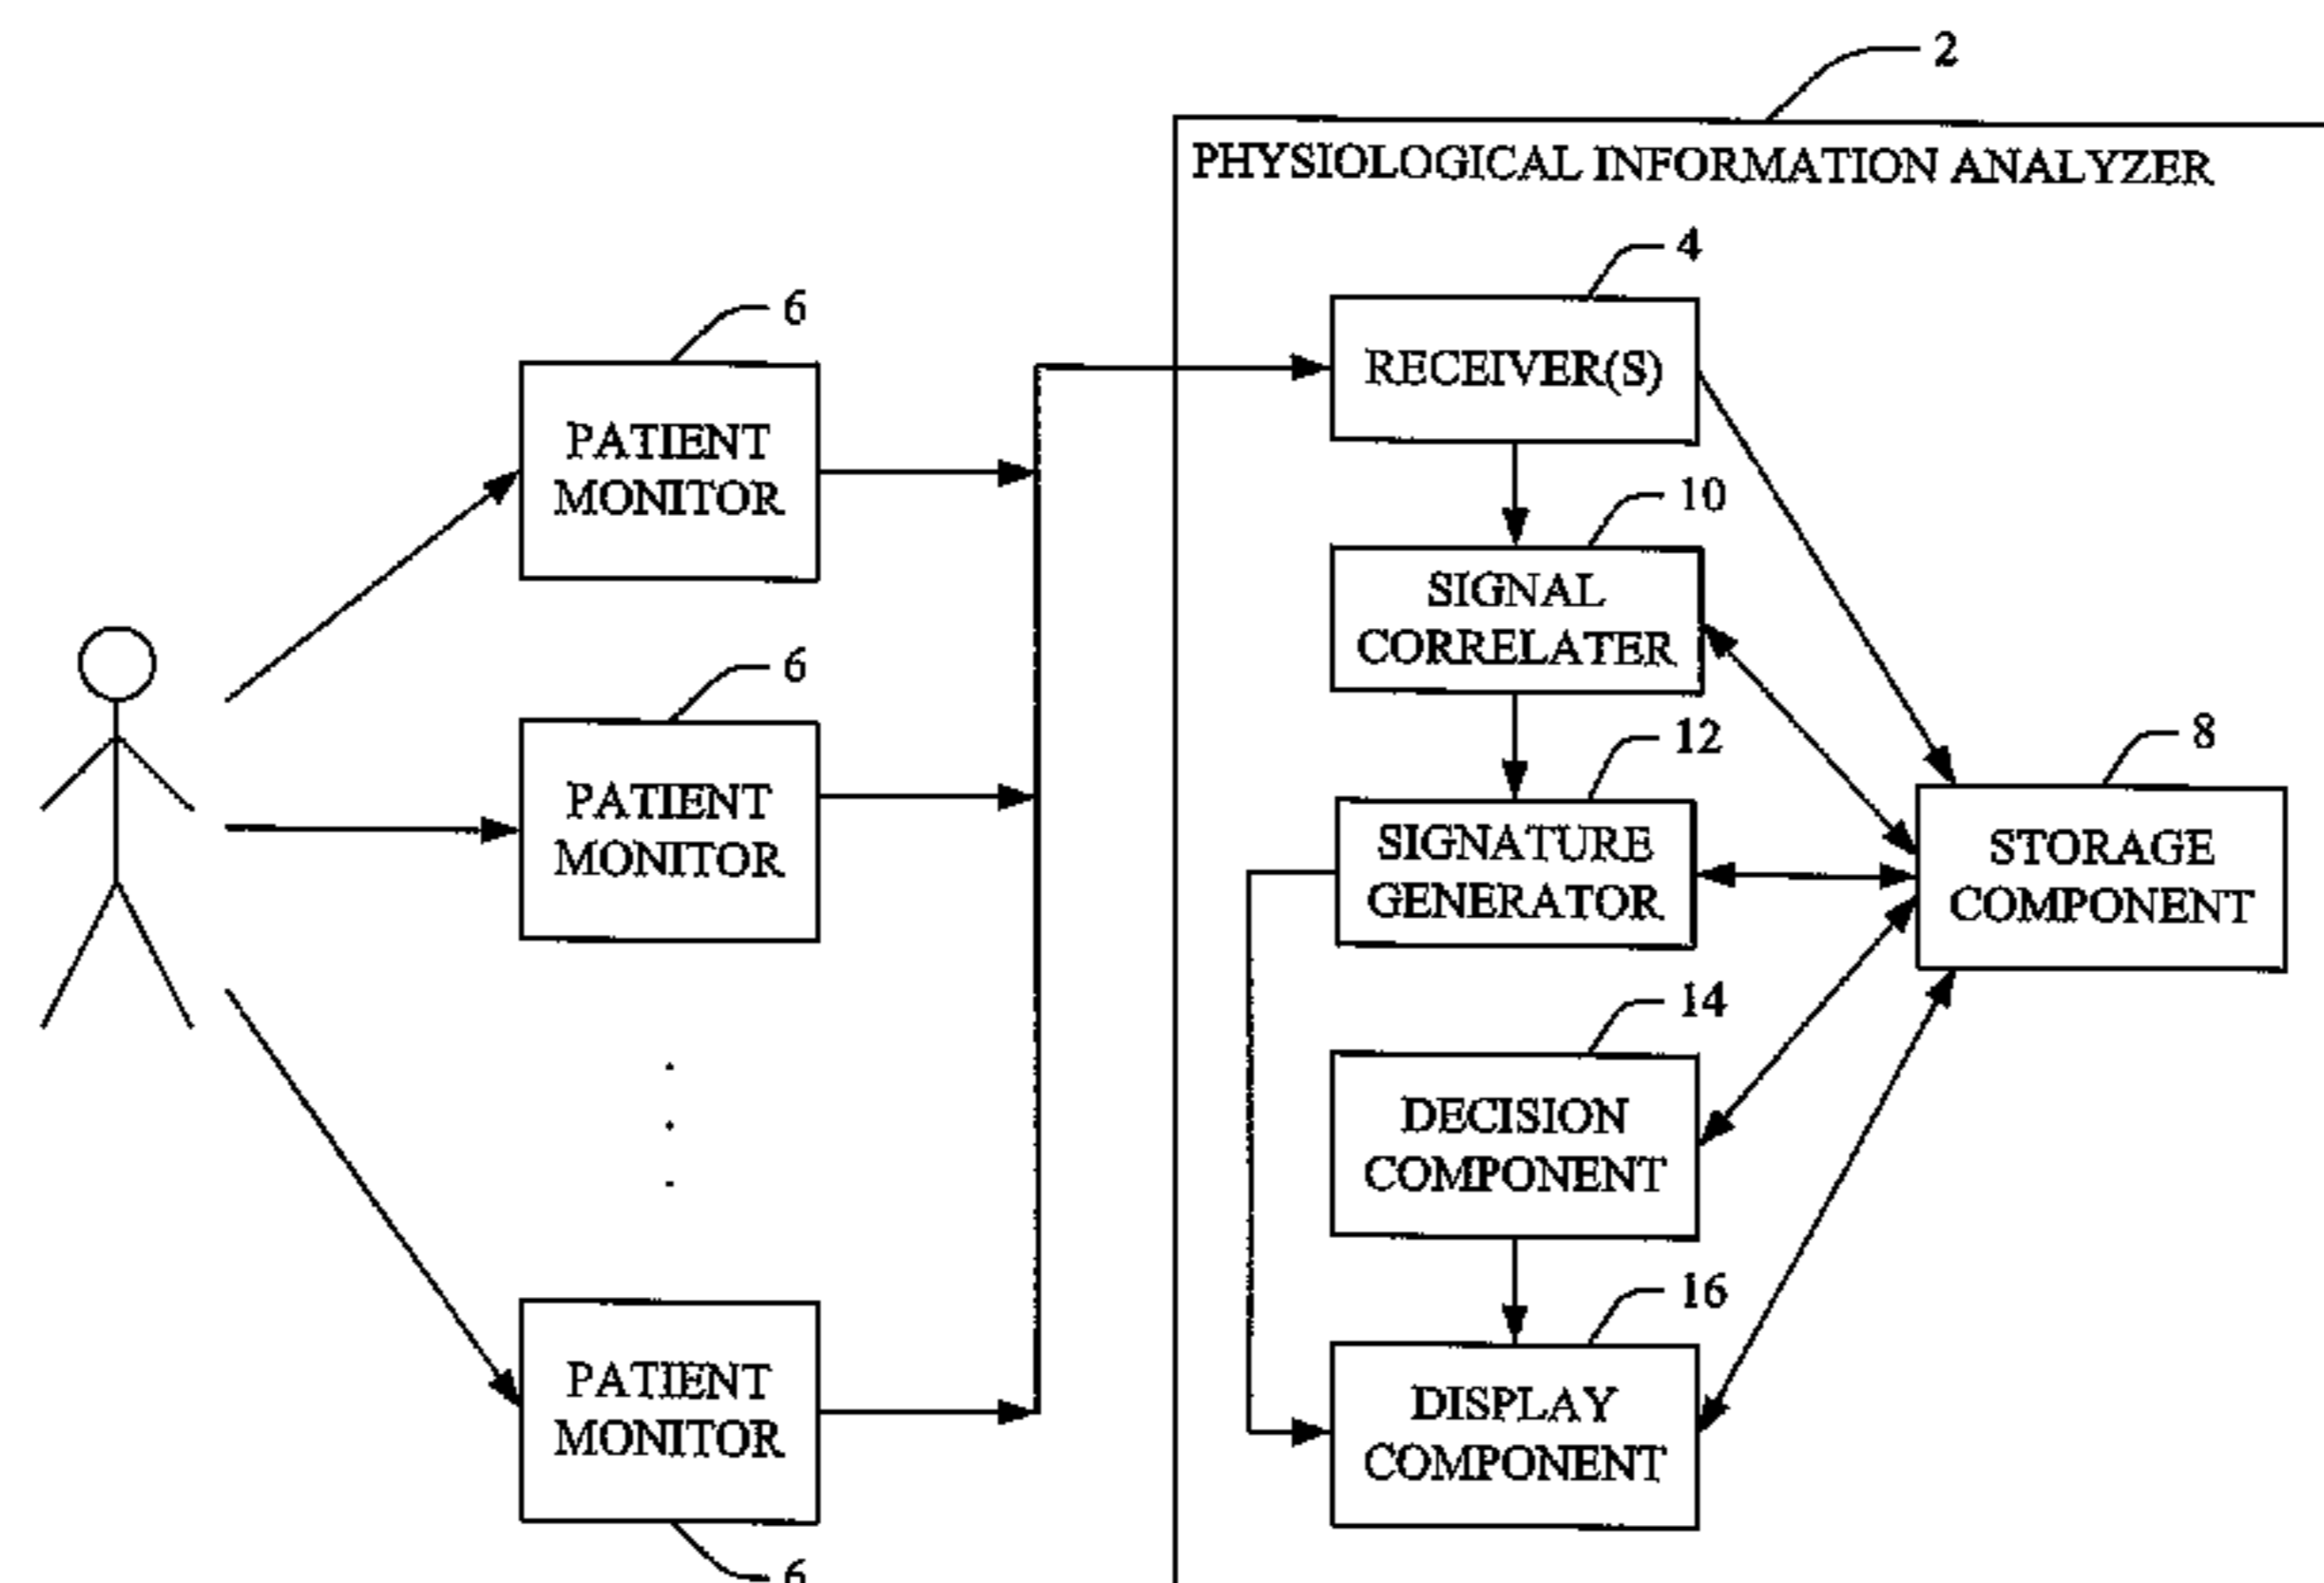 2
PHYSIOLOGICAL INFORMATION ANALYZER
4
RECEIVER(S)
6
PATIENT
MONITOR
10
SIGNAL
CORRELATER
6
PATIENT
MONITOR
12
SIGNATURE
GENERATOR
8
STORAGE
COMPONENT
14
DECISION
COMPONENT
16
DISPLAY
COMPONENT
PATIENT
MONITOR
6